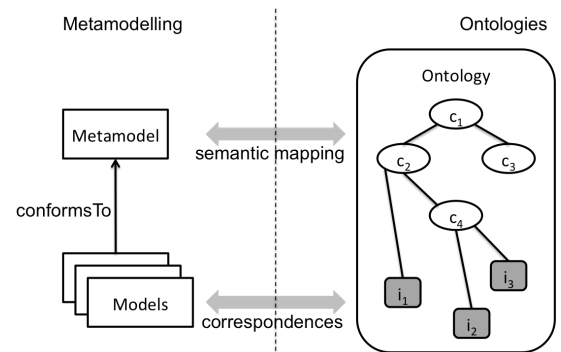 Metamodelling
Ontologies
Ontology
c1
Metamodel
semantic mapping
c2
c3
conformsTo
c4
i3
Models
i1
correspondences
i2